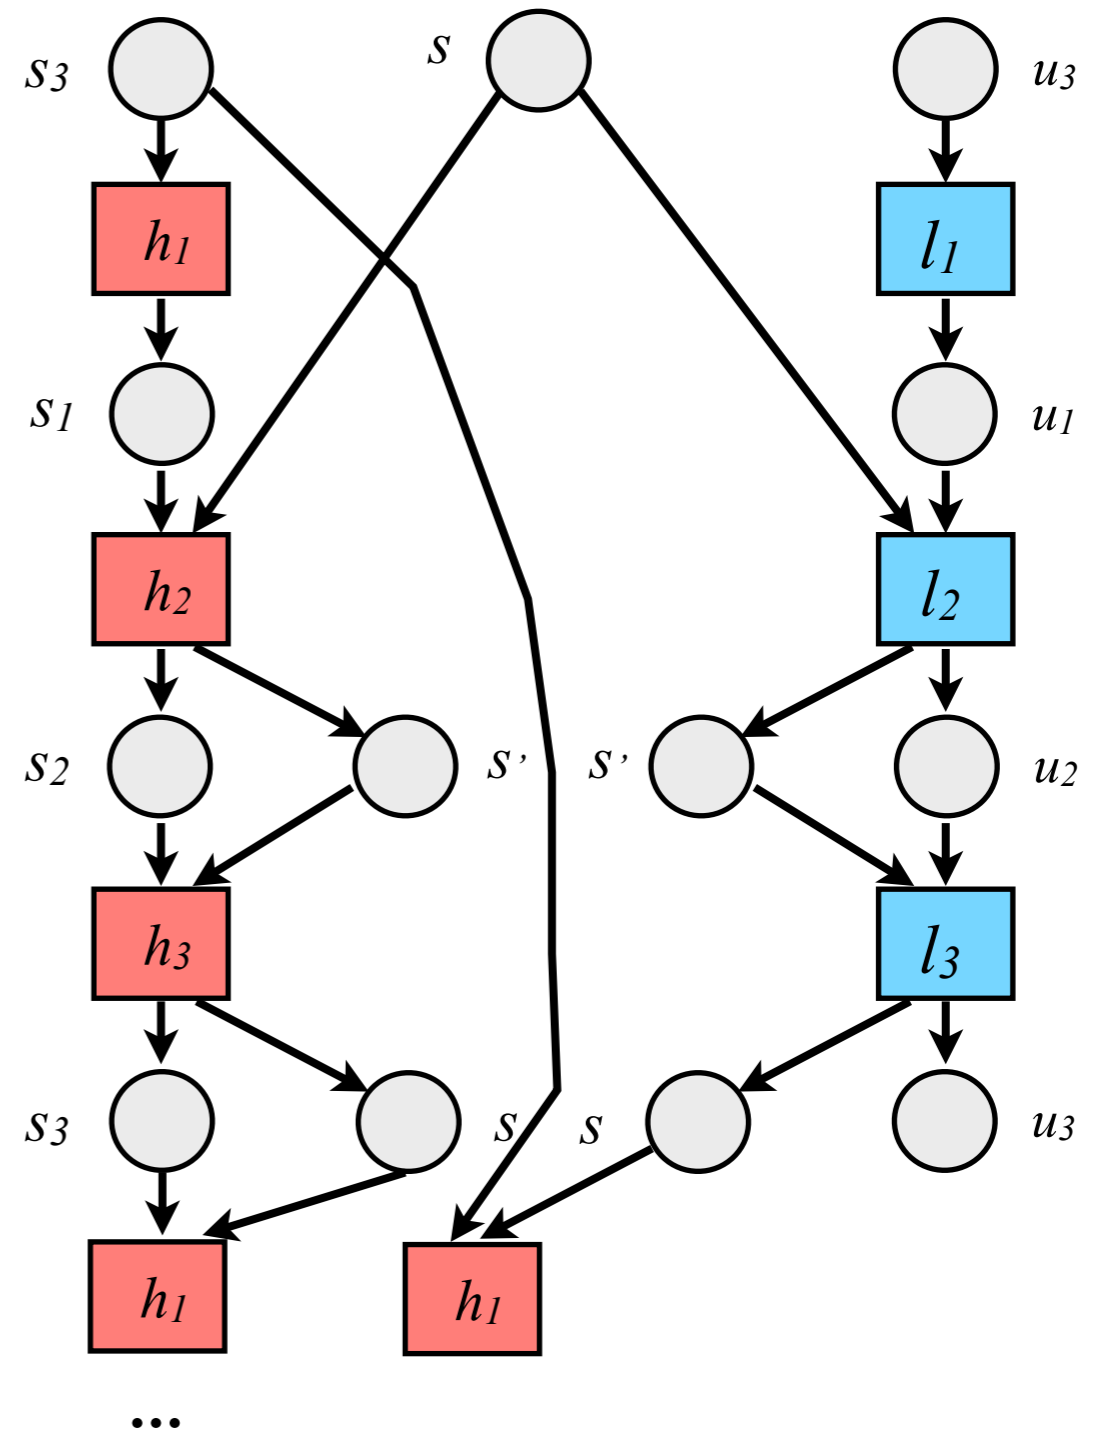 s3 s u3
h1 l1
s1 u1
h2 l2
s2 s’ s’ u2
h3 l3
s3 s s u3
h1 h1
...